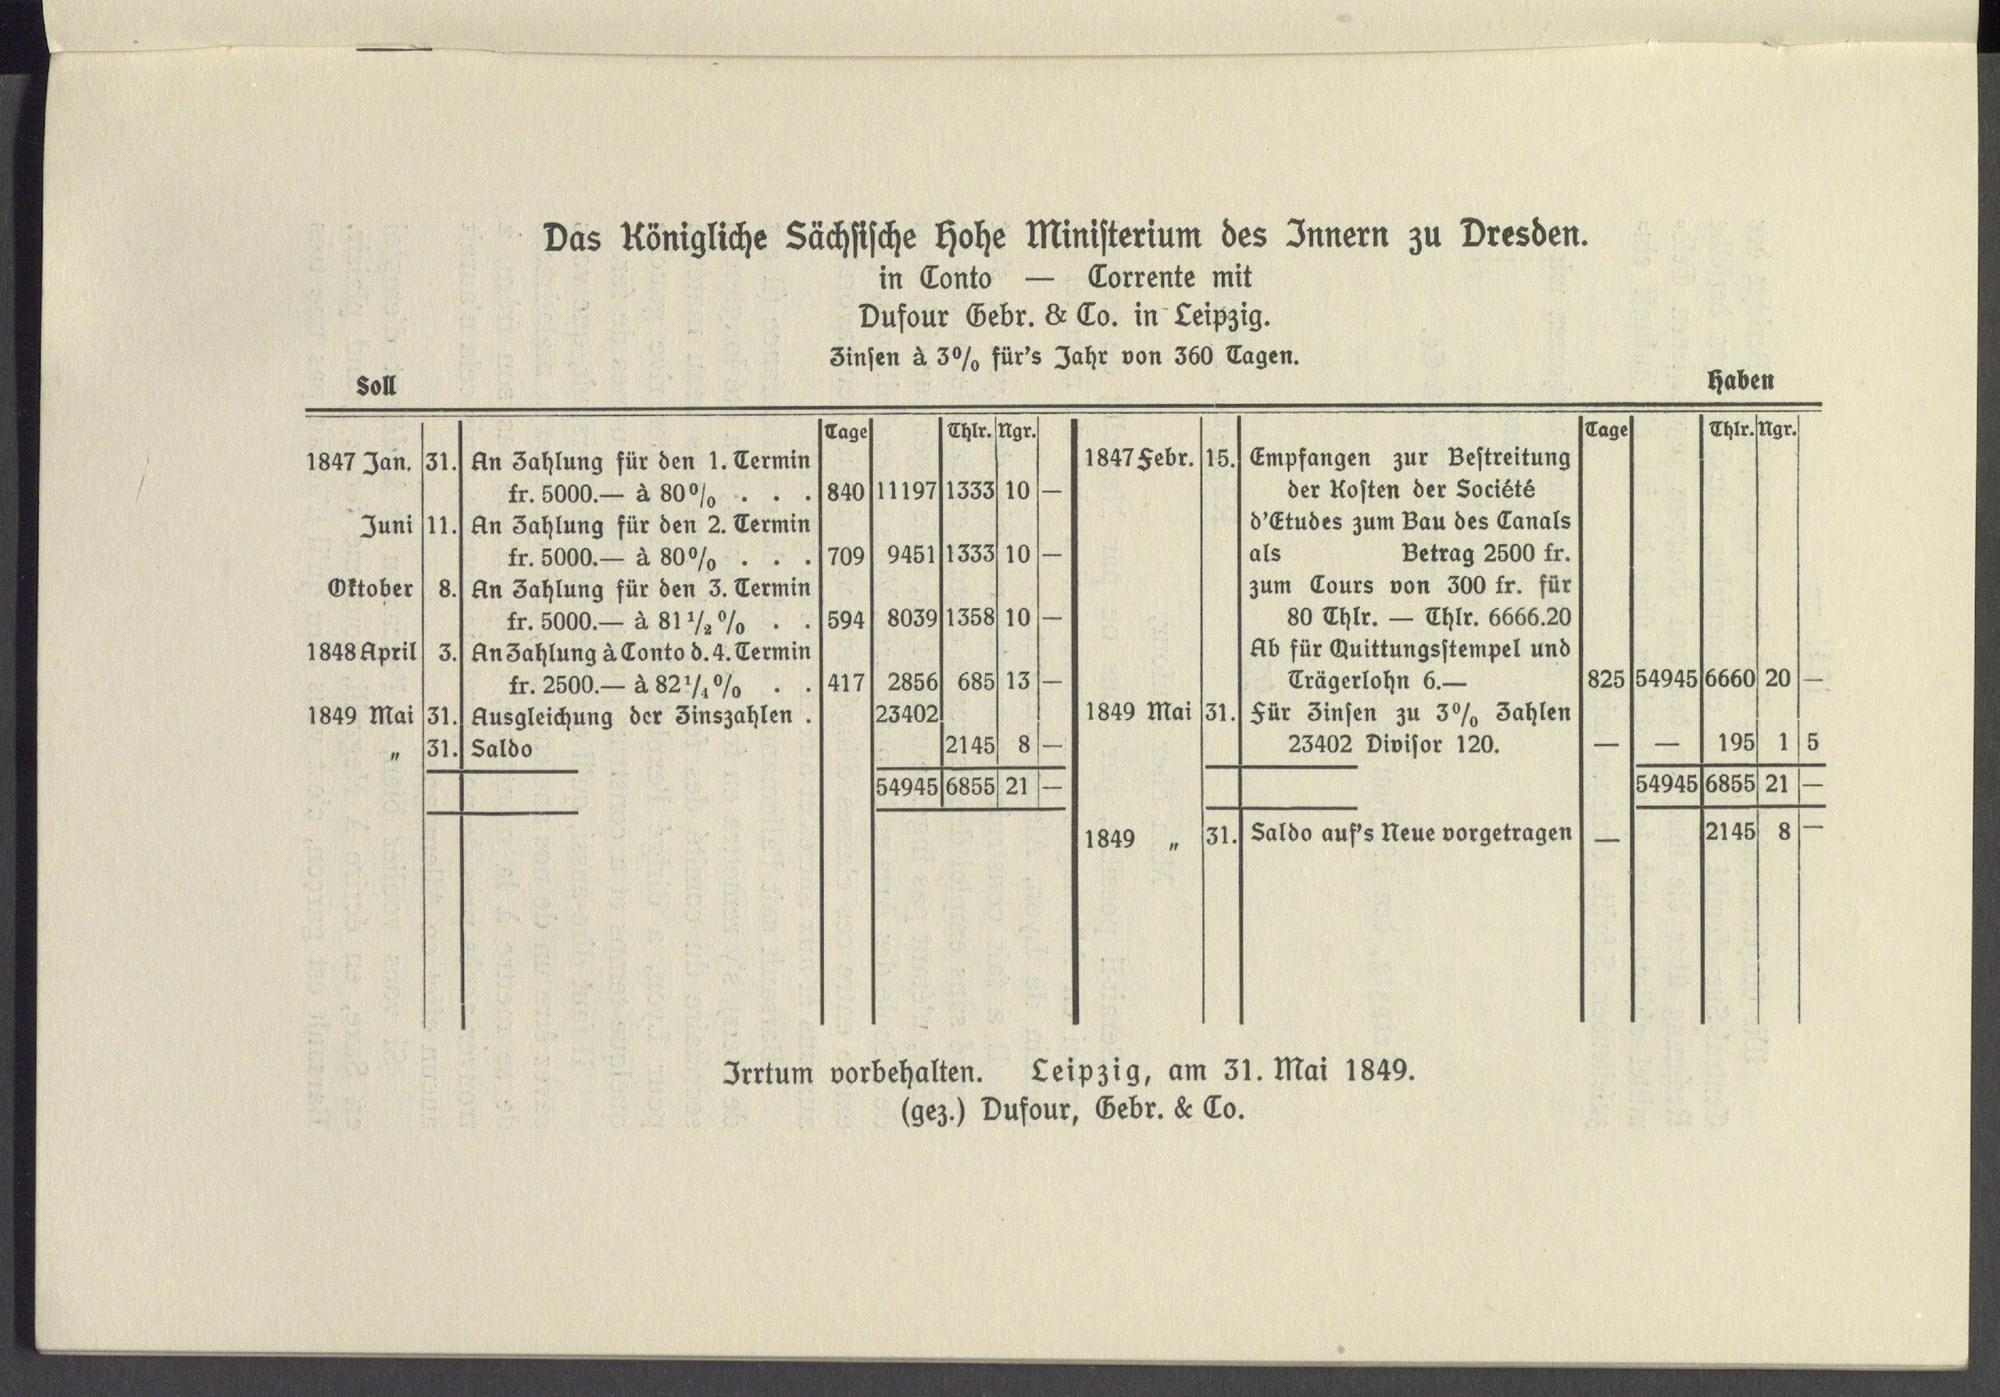 Das Königliche Sächsische Hohe Ministerium des Innern zu Dresden.
in Conto — Corrente mit
Dufour Gebr. & Co. in Leipzig.
Zinsen à 3% für's Jahr von 360 Tagen.
Soll
Haben
Tage Thlr. Ngr.
1847 Jan. 31. An Zahlung für den 1. Termin
fr. 5000.— à 80% . . . 840 11197 1333 10 —
Juni 11. An Zahlung für den 2. Termin
fr. 5000.— à 80% . . . 709 9451 1333 10 —
Oktober 8. An Zahlung für den 3. Termin
fr. 5000.— à 81 1/2 % . . 594 8039 1358 10 —
1848 April 3. An Zahlung à Conto d. 4. Termin
fr. 2500.— à 82 1/4 % . . 417 2856 685 13 —
1849 Mai 31. Ausgleichung der Zinszahlen . 23402
„ 31. Saldo 2145 8 —
54945 6855 21 —
Tage Thlr. Ngr.
1847 Febr. 15. Empfangen zur Bestreitung
der Kosten der Société
d'Etudes zum Bau des Canals
als Betrag 2500 fr.
zum Cours von 300 fr. für
80 Thlr. — Thlr. 6666.20
Ab für Quittungsstempel und
Trägerlohn 6.— 825 54945 6660 20 —
1849 Mai 31. Für Zinsen zu 3% Zahlen
23402 Divisor 120. — — 195 1 5
54945 6855 21 —
1849 „ 31. Saldo auf's Neue vorgetragen — 2145 8 —
Irrtum vorbehalten. Leipzig, am 31. Mai 1849.
(gez.) Dufour, Gebr. & Co.